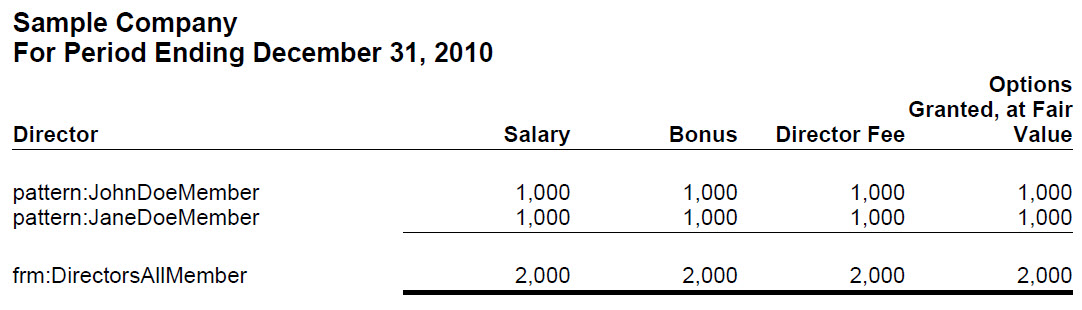 Sample Company
For Period Ending December 31, 2010
Options
Granted, at Fair
Director Salary Bonus Director Fee Value
pattern:JohnDoeMember 1,000 1,000 1,000 1,000
pattern:JaneDoeMember 1,000 1,000 1,000 1,000
frm:DirectorsAllMember 2,000 2,000 2,000 2,000